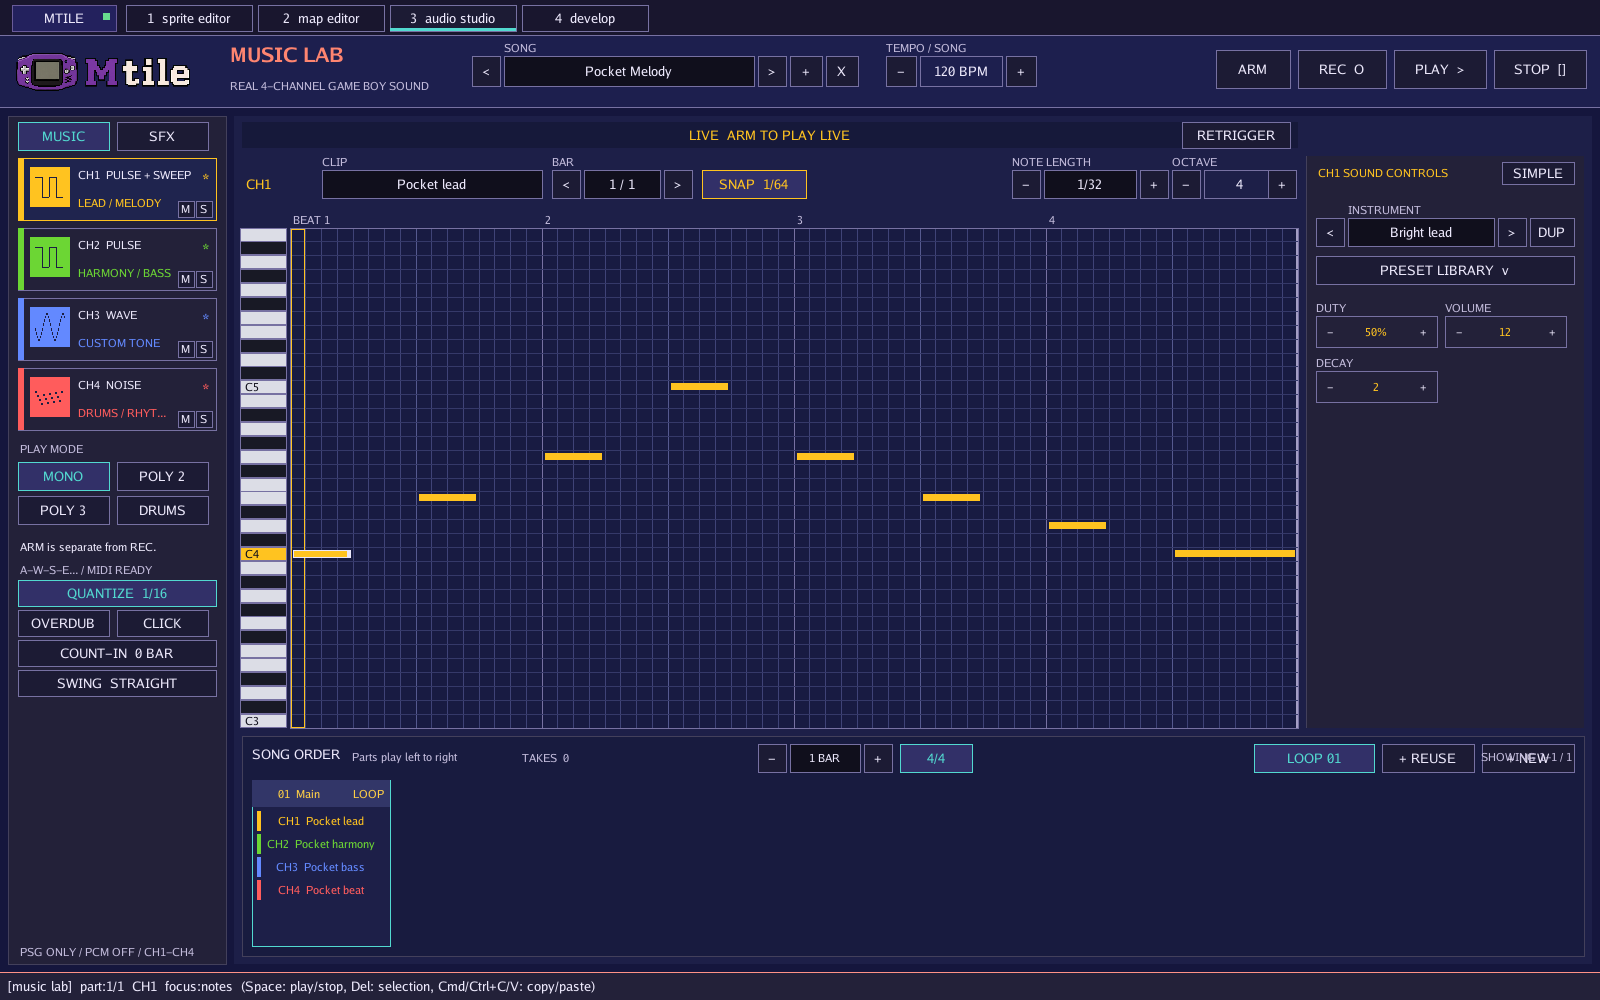 MTILE
1 sprite editor
2 map editor
3 audio studio
4 develop
Mtile
MUSIC LAB
REAL 4-CHANNEL GAME BOY SOUND
SONG
< Pocket Melody > + X
TEMPO / SONG
- 120 BPM +
ARM
REC O
PLAY >
STOP []
MUSIC
SFX
CH1 PULSE + SWEEP *
LEAD / MELODY
M S
CH2 PULSE *
HARMONY / BASS
M S
CH3 WAVE *
CUSTOM TONE
M S
CH4 NOISE *
DRUMS / RHYT...
M S
PLAY MODE
MONO
POLY 2
POLY 3
DRUMS
ARM is separate from REC.
A-W-S-E... / MIDI READY
QUANTIZE 1/16
OVERDUB
CLICK
COUNT-IN 0 BAR
SWING STRAIGHT
PSG ONLY / PCM OFF / CH1-CH4
LIVE ARM TO PLAY LIVE
RETRIGGER
CH1
CLIP
Pocket lead
BAR
< 1 / 1 >
SNAP 1/64
NOTE LENGTH
- 1/32 +
OCTAVE
- 4 +
BEAT 1
2
3
4
C5
C4
C3
CH1 SOUND CONTROLS
SIMPLE
INSTRUMENT
< Bright lead > DUP
PRESET LIBRARY v
DUTY
- 50% +
VOLUME
- 12 +
DECAY
- 2 +
SONG ORDER
Parts play left to right
TAKES 0
- 1 BAR +
4/4
LOOP 01
+ REUSE
+ NEW
01 Main LOOP
CH1 Pocket lead
CH2 Pocket harmony
CH3 Pocket bass
CH4 Pocket beat
[music lab] part:1/1 CH1 focus:notes (Space: play/stop, Del: selection, Cmd/Ctrl+C/V: copy/paste)